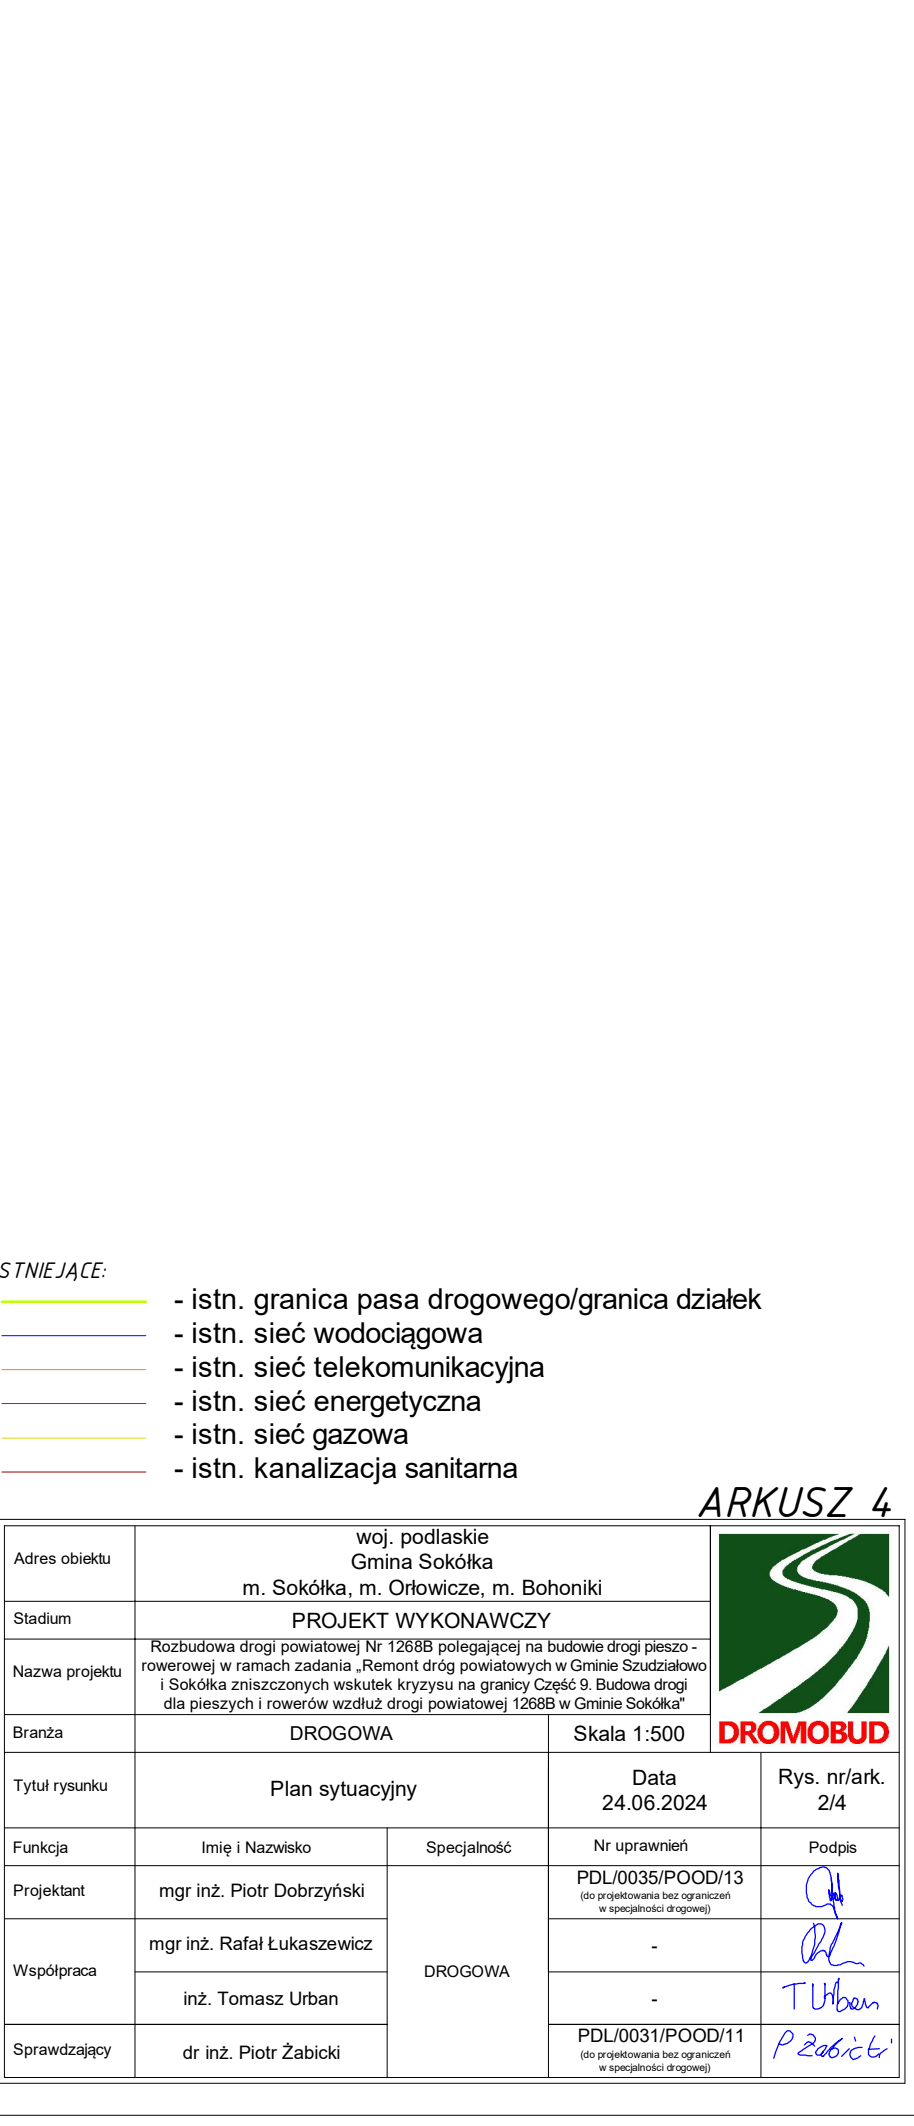 STNIEJĄCE:
- istn. granica pasa drogowego/granica działek
- istn. sieć wodociągowa
- istn. sieć telekomunikacyjna
- istn. sieć energetyczna
- istn. sieć gazowa
- istn. kanalizacja sanitarna
ARKUSZ 4
Adres obiektu
woj. podlaskie
Gmina Sokółka
m. Sokółka, m. Orłowicze, m. Bohoniki
Stadium
PROJEKT WYKONAWCZY
Nazwa projektu
Rozbudowa drogi powiatowej Nr 1268B polegającej na budowie drogi pieszo -
rowerowej w ramach zadania „Remont dróg powiatowych w Gminie Szudziałowo
i Sokółka zniszczonych wskutek kryzysu na granicy Część 9. Budowa drogi
dla pieszych i rowerów wzdłuż drogi powiatowej 1268B w Gminie Sokółka"
DROMOBUD
Branża
DROGOWA
Skala 1:500
Tytuł rysunku
Plan sytuacyjny
Data
24.06.2024
Rys. nr/ark.
2/4
Funkcja
Imię i Nazwisko
Specjalność
Nr uprawnień
Podpis
Projektant
mgr inż. Piotr Dobrzyński
PDL/0035/POOD/13
(do projektowania bez ograniczeń
w specjalności drogowej)
Współpraca
mgr inż. Rafał Łukaszewicz
-
DROGOWA
inż. Tomasz Urban
-
T Urban
Sprawdzający
dr inż. Piotr Żabicki
PDL/0031/POOD/11
(do projektowania bez ograniczeń
w specjalności drogowej)
P Żabicki